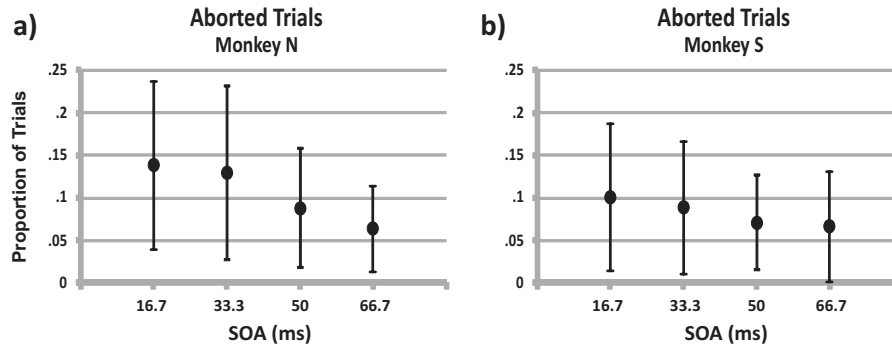 a)
Aborted Trials
Monkey N
Proportion of Trials
.25
.2
.15
.1
.05
0
16.7 33.3 50 66.7
SOA (ms)
b)
Aborted Trials
Monkey S
.25
.2
.15
.1
.05
0
16.7 33.3 50 66.7
SOA (ms)